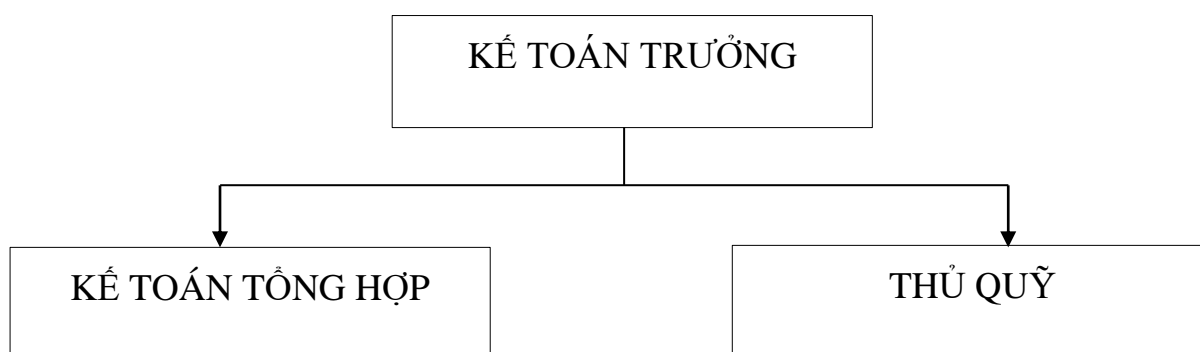 KẾ TOÁN TRƯỞNG
KẾ TOÁN TỔNG HỢP
THỦ QUỸ